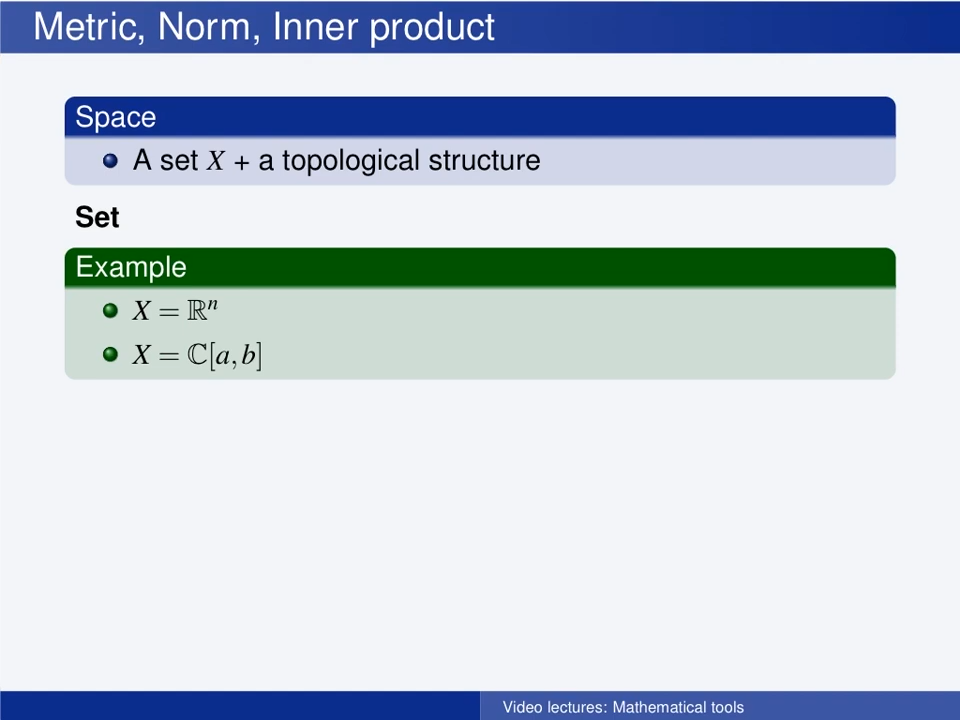 Metric, Norm, Inner product
Space
A set X + a topological structure
Set
Example
X = ℝⁿ
X = ℂ[a, b]
Video lectures: Mathematical tools